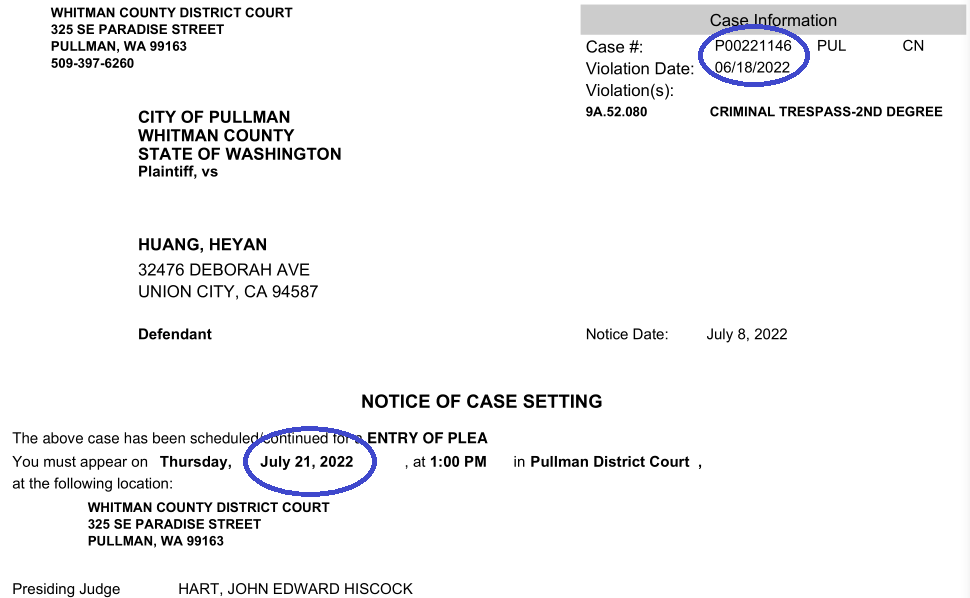 WHITMAN COUNTY DISTRICT COURT
325 SE PARADISE STREET
PULLMAN, WA 99163
509-397-6260
Case Information
Case #: P00221146 PUL CN
Violation Date: 06/18/2022
Violation(s):
9A.52.080 CRIMINAL TRESPASS-2ND DEGREE
CITY OF PULLMAN
WHITMAN COUNTY
STATE OF WASHINGTON
Plaintiff, vs
HUANG, HEYAN
32476 DEBORAH AVE
UNION CITY, CA 94587
Defendant
Notice Date: July 8, 2022
NOTICE OF CASE SETTING
The above case has been scheduled/continued for a ENTRY OF PLEA
You must appear on Thursday, July 21, 2022 , at 1:00 PM in Pullman District Court ,
at the following location:
WHITMAN COUNTY DISTRICT COURT
325 SE PARADISE STREET
PULLMAN, WA 99163
Presiding Judge HART, JOHN EDWARD HISCOCK